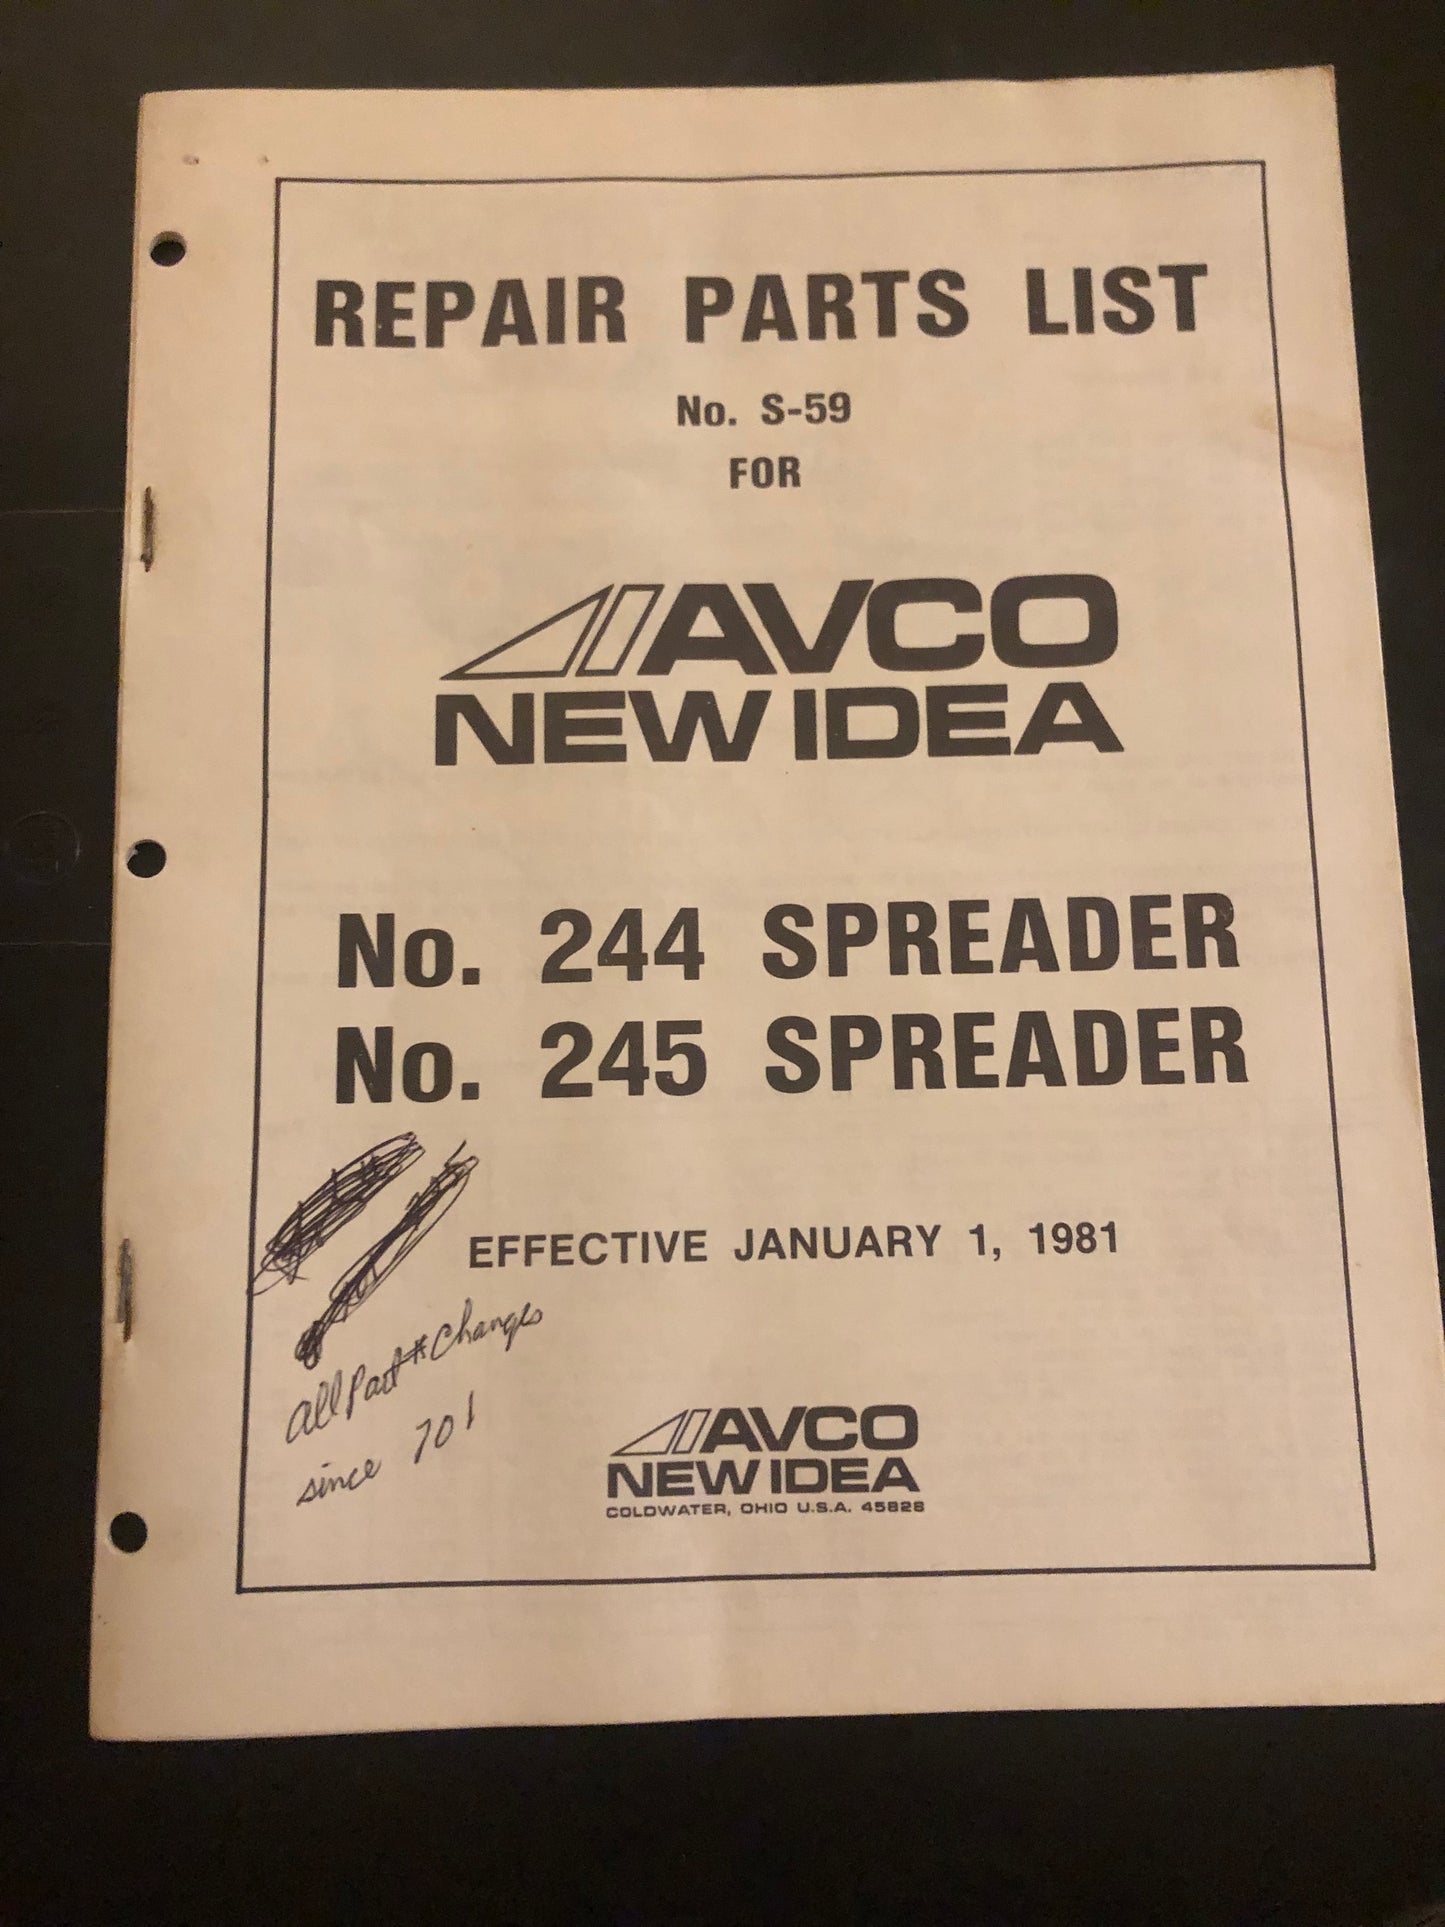 REPAIR PARTS LIST
No. S-59
FOR
AVCO
NEW IDEA
No. 244 SPREADER
No. 245 SPREADER
EFFECTIVE JANUARY 1, 1981
All Part # Changes
since 701
AVCO
NEW IDEA
COLDWATER, OHIO U.S.A. 45828